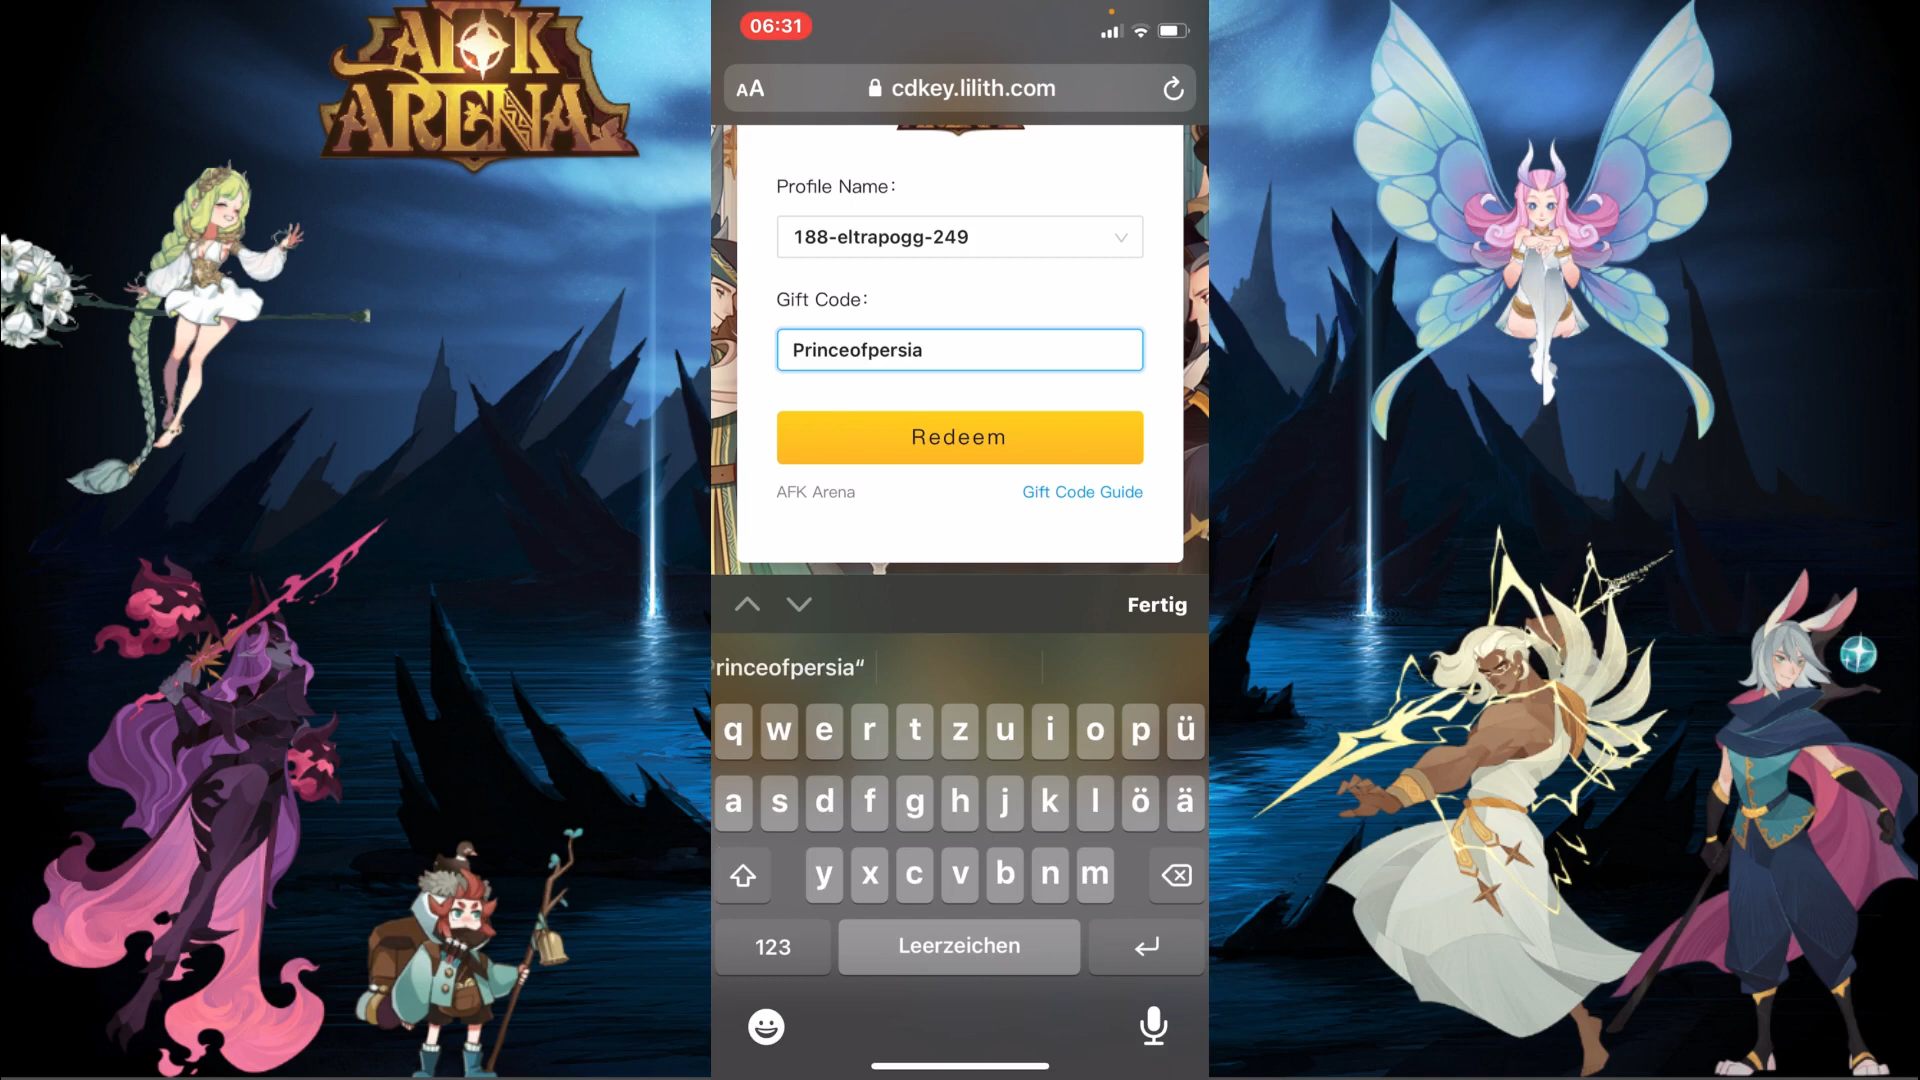 AFK
ARENA
06:31
AA
cdkey.lilith.com
Profile Name:
188-eltrapogg-249
Gift Code:
Princeofpersia
Redeem
AFK Arena
Gift Code Guide
Fertig
rinceofpersia“
q w e r t z u i o p ü
a s d f g h j k l ö ä
y x c v b n m
123
Leerzeichen